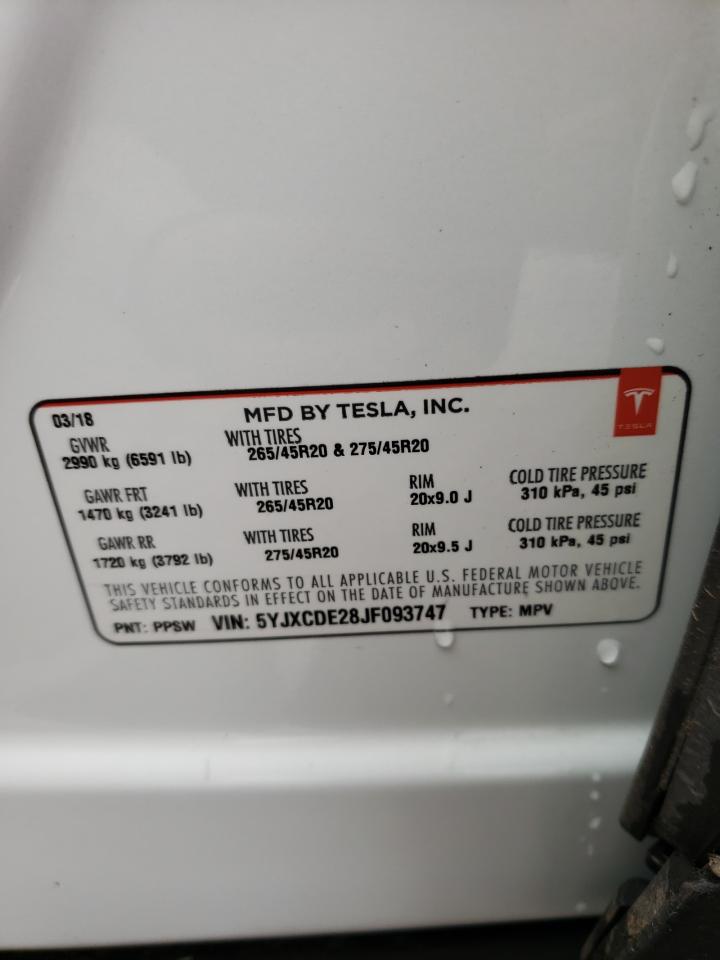 03/18 MFD BY TESLA, INC.
TESLA
GVWR WITH TIRES
2990 kg (6591 lb) 265/45R20 & 275/45R20
GAWR FRT WITH TIRES RIM COLD TIRE PRESSURE
1470 kg (3241 lb) 265/45R20 20x9.0 J 310 kPa, 45 psi
GAWR RR WITH TIRES RIM COLD TIRE PRESSURE
1720 kg (3792 lb) 275/45R20 20x9.5 J 310 kPa, 45 psi
THIS VEHICLE CONFORMS TO ALL APPLICABLE U.S. FEDERAL MOTOR VEHICLE
SAFETY STANDARDS IN EFFECT ON THE DATE OF MANUFACTURE SHOWN ABOVE.
PNT: PPSW VIN: 5YJXCDE28JF093747 TYPE: MPV